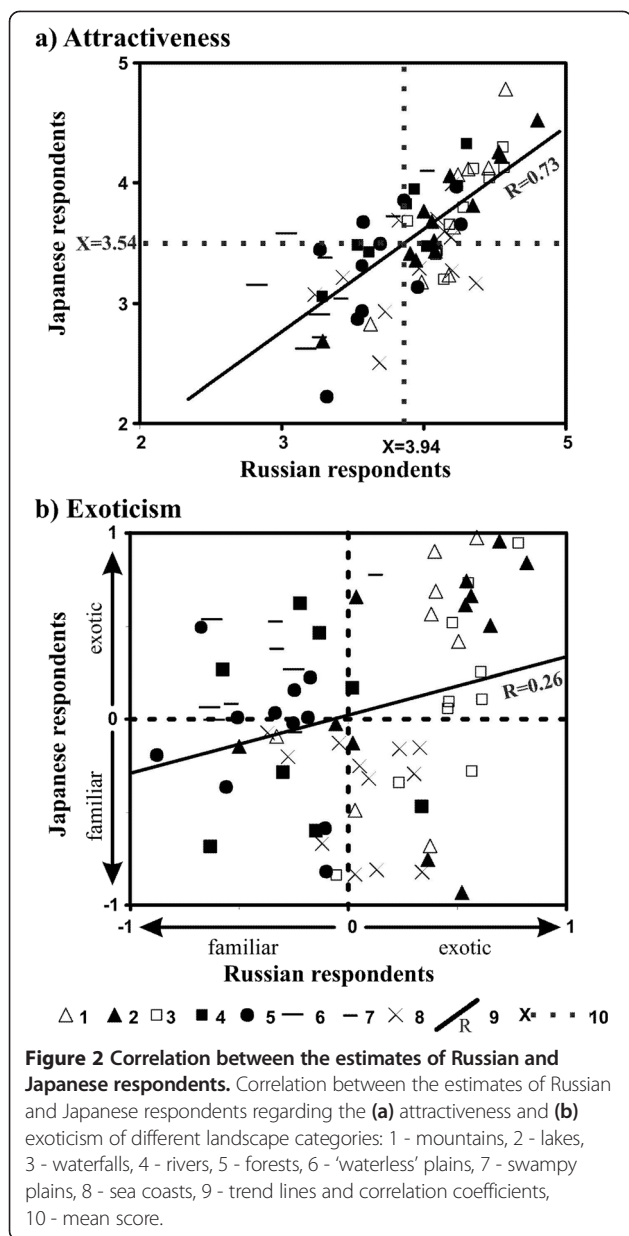 a) Attractiveness
5
4
3
2
Japanese respondents
X=3.54
R=0.73
2
3
X=3.94
5
Russian respondents
b) Exoticism
1
0
-1
Japanese respondents
exotic
familiar
R=0.26
-1
0
1
familiar
exotic
Russian respondents
1 2 3 4 5 6 7 8 R 9 X 10
Figure 2 Correlation between the estimates of Russian and
Japanese respondents. Correlation between the estimates of Russian
and Japanese respondents regarding the (a) attractiveness and (b)
exoticism of different landscape categories: 1 - mountains, 2 - lakes,
3 - waterfalls, 4 - rivers, 5 - forests, 6 - ‘waterless’ plains, 7 - swampy
plains, 8 - sea coasts, 9 - trend lines and correlation coefficients,
10 - mean score.